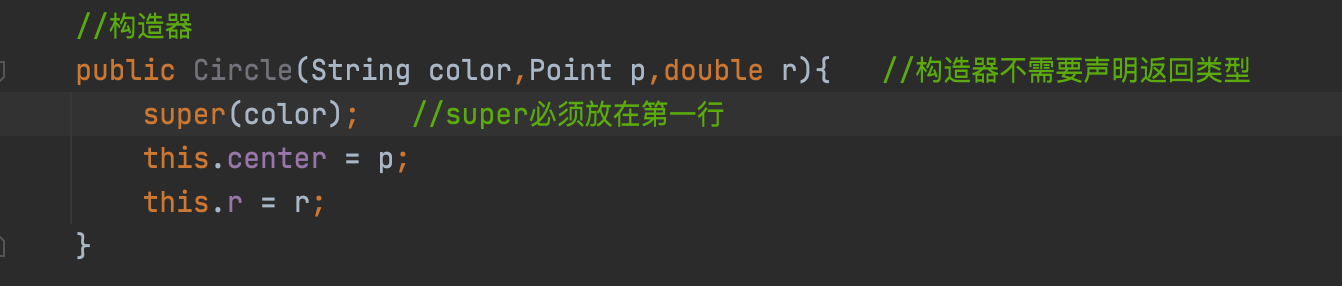 //构造器
public Circle(String color,Point p,double r){   //构造器不需要声明返回类型
    super(color);   //super必须放在第一行
    this.center = p;
    this.r = r;
}